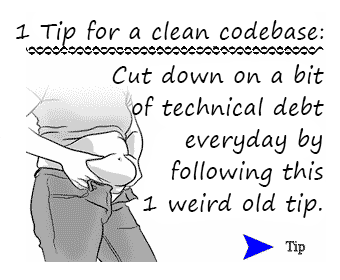 1 Tip for a clean codebase:
Cut down on a bit
of technical debt
everyday by
following this
1 weird old tip.
Tip